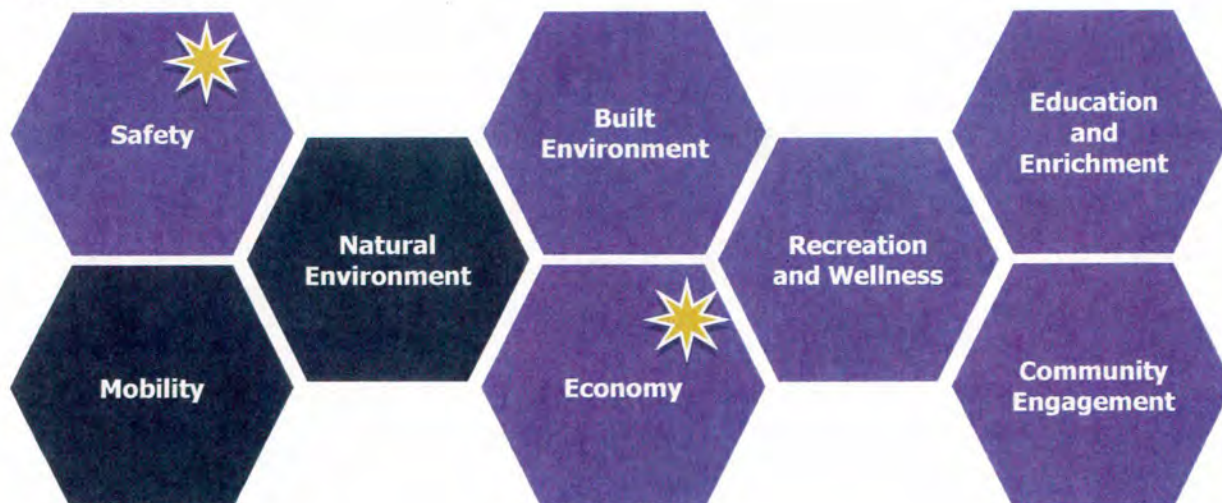 Safety
Mobility
Natural
Environment
Built
Environment
Economy
Recreation
and Wellness
Education
and
Enrichment
Community
Engagement